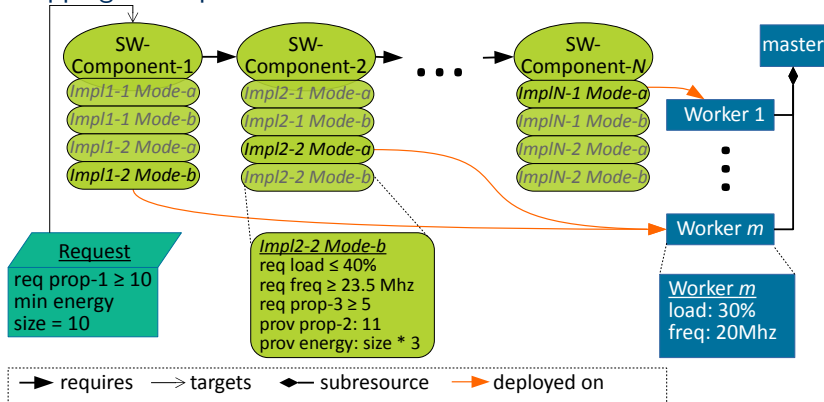 SW-
Component-1
Impl1-1 Mode-a
Impl1-1 Mode-b
Impl1-2 Mode-a
Impl1-2 Mode-b
SW-
Component-2
Impl2-1 Mode-a
Impl2-1 Mode-b
Impl2-2 Mode-a
Impl2-2 Mode-b
SW-
Component-N
ImplN-1 Mode-a
ImplN-1 Mode-b
ImplN-2 Mode-a
ImplN-2 Mode-b
master
Worker 1
Worker m
Request
req prop-1 ≥ 10
min energy
size = 10
Impl2-2 Mode-b
req load ≤ 40%
req freq ≥ 23.5 Mhz
req prop-3 ≥ 5
prov prop-2: 11
prov energy: size * 3
Worker m
load: 30%
freq: 20Mhz
requires
targets
subresource
deployed on